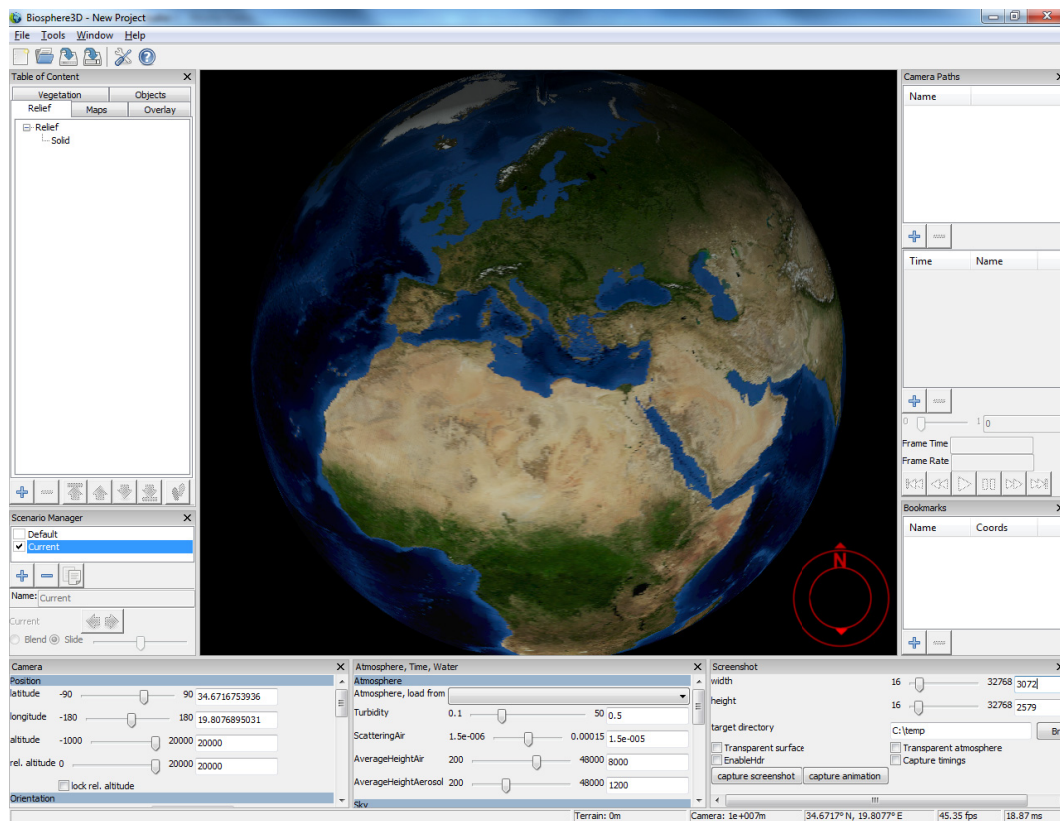 Biosphere3D - New Project
File Tools Window Help
Table of Content
Vegetation Objects
Relief Maps Overlay
Relief
Solid
Scenario Manager
Default
Current
Name: Current
Current
Blend Slide
Camera Paths
Name
Time Name
0 1 0
Frame Time
Frame Rate
Bookmarks
Name Coords
N
Camera
Position
latitude -90 90 34.6716753936
longitude -180 180 19.8076895031
altitude -1000 20000 20000
rel. altitude 0 20000 20000
lock rel. altitude
Orientation
Atmosphere, Time, Water
Atmosphere
Atmosphere, load from
Turbidity 0.1 50 0.5
ScatteringAir 1.5e-006 0.00015 1.5e-005
AverageHeightAir 200 48000 8000
AverageHeightAerosol 200 48000 1200
Sky
Screenshot
width 16 32768 3072
height 16 32768 2579
target directory C:\temp Br
Transparent surface Transparent atmosphere
EnableHdr Capture timings
capture screenshot capture animation
Terrain: 0m Camera: 1e+007m 34.6717° N, 19.8077° E 45.35 fps 18.87 ms